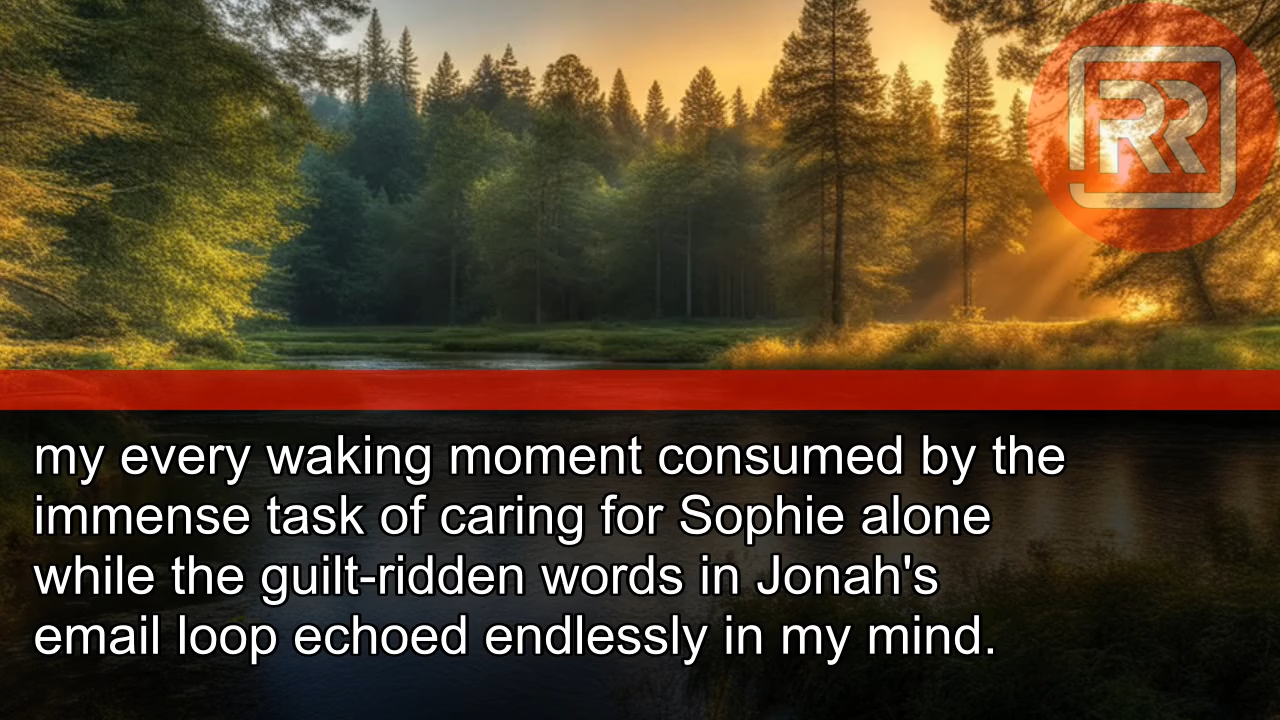 RR
my every waking moment consumed by the
immense task of caring for Sophie alone
while the guilt-ridden words in Jonah's
email loop echoed endlessly in my mind.